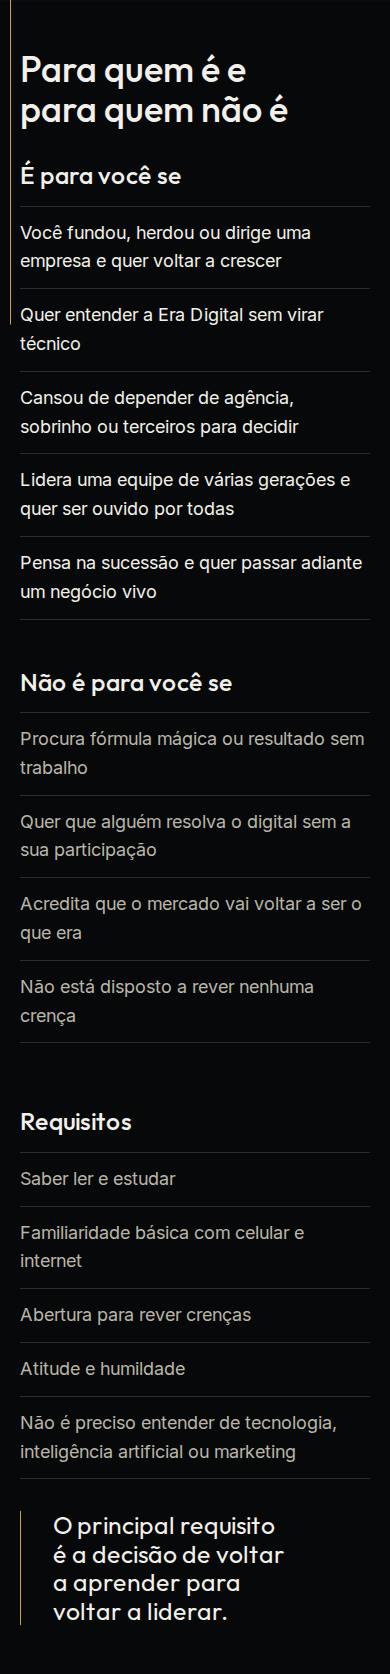 Para quem é e
para quem não é
É para você se
Você fundou, herdou ou dirige uma
empresa e quer voltar a crescer
Quer entender a Era Digital sem virar
técnico
Cansou de depender de agência,
sobrinho ou terceiros para decidir
Lidera uma equipe de várias gerações e
quer ser ouvido por todas
Pensa na sucessão e quer passar adiante
um negócio vivo
Não é para você se
Procura fórmula mágica ou resultado sem
trabalho
Quer que alguém resolva o digital sem a
sua participação
Acredita que o mercado vai voltar a ser o
que era
Não está disposto a rever nenhuma
crença
Requisitos
Saber ler e estudar
Familiaridade básica com celular e
internet
Abertura para rever crenças
Atitude e humildade
Não é preciso entender de tecnologia,
inteligência artificial ou marketing
O principal requisito
é a decisão de voltar
a aprender para
voltar a liderar.